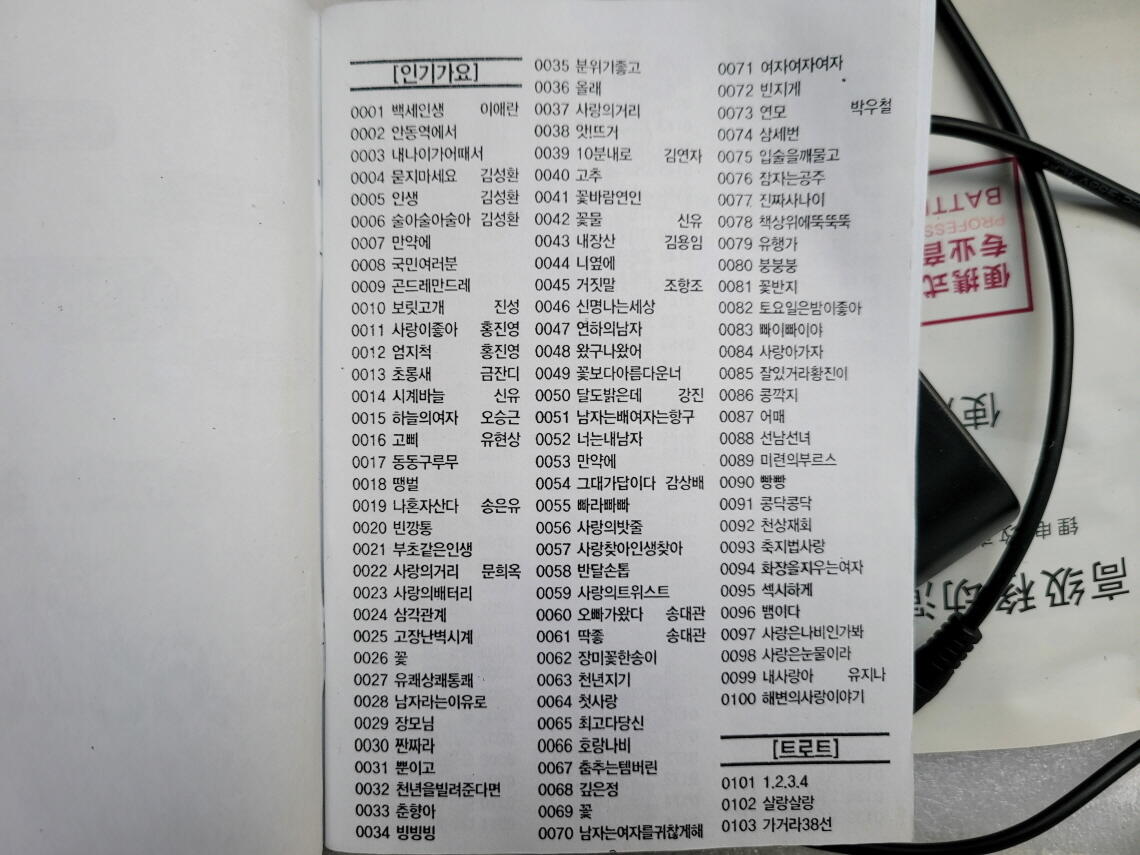 [인기가요]
0001 백세인생 이애란
0002 안동역에서
0003 내나이가어때서
0004 묻지마세요 김성환
0005 인생 김성환
0006 술아술아술아 김성환
0007 만약에
0008 국민여러분
0009 곤드레만드레
0010 보릿고개 진성
0011 사랑이좋아 홍진영
0012 엄지척 홍진영
0013 초롱새 금잔디
0014 시계바늘 신유
0015 하늘의여자 오승근
0016 고삐 유현상
0017 동동구루무
0018 땡벌
0019 나혼자산다 송은유
0020 빈깡통
0021 부초같은인생
0022 사랑의거리 문희옥
0023 사랑의배터리
0024 삼각관계
0025 고장난벽시계
0026 꽃
0027 유쾌상쾌통쾌
0028 남자라는이유로
0029 장모님
0030 짠짜라
0031 뿐이고
0032 천년을빌려준다면
0033 춘향아
0034 빙빙빙
0035 분위기좋고
0036 올래
0037 사랑의거리
0038 앗!뜨거
0039 10분내로 김연자
0040 고추
0041 꽃바람연인
0042 꽃물 신유
0043 내장산 김용임
0044 니옆에
0045 거짓말 조항조
0046 신명나는세상
0047 연하의남자
0048 왔구나왔어
0049 꽃보다아름다운너
0050 달도밝은데 강진
0051 남자는배여자는항구
0052 너는내남자
0053 만약에
0054 그대가답이다 감상배
0055 빠라빠빠
0056 사랑의밧줄
0057 사랑찾아인생찾아
0058 반달손톱
0059 사랑의트위스트
0060 오빠가왔다 송대관
0061 딱좋 송대관
0062 장미꽃한송이
0063 천년지기
0064 첫사랑
0065 최고다당신
0066 호랑나비
0067 춤추는템버린
0068 깊은정
0069 꽃
0070 남자는여자를귀찮게해
0071 여자여자여자
0072 빈지게
0073 연모 박우철
0074 삼세번
0075 입술을깨물고
0076 잠자는공주
0077 진짜사나이
0078 책상위에뚝뚝뚝
0079 유행가
0080 붕붕붕
0081 꽃반지
0082 토요일은밤이좋아
0083 빠이빠이야
0084 사랑아가자
0085 잘있거라황진이
0086 콩깍지
0087 어매
0088 선남선녀
0089 미련의부르스
0090 빵빵
0091 콩닥콩닥
0092 천상재회
0093 축지법사랑
0094 화장을지우는여자
0095 섹시하게
0096 뱀이다
0097 사랑은나비인가봐
0098 사랑은눈물이라
0099 내사랑아 유지나
0100 해변의사랑이야기
[트로트]
0101 1,2,3,4
0102 살랑살랑
0103 가거라38선
高级移动
便携式
专业音
PROFESS
BATT
使
锂电